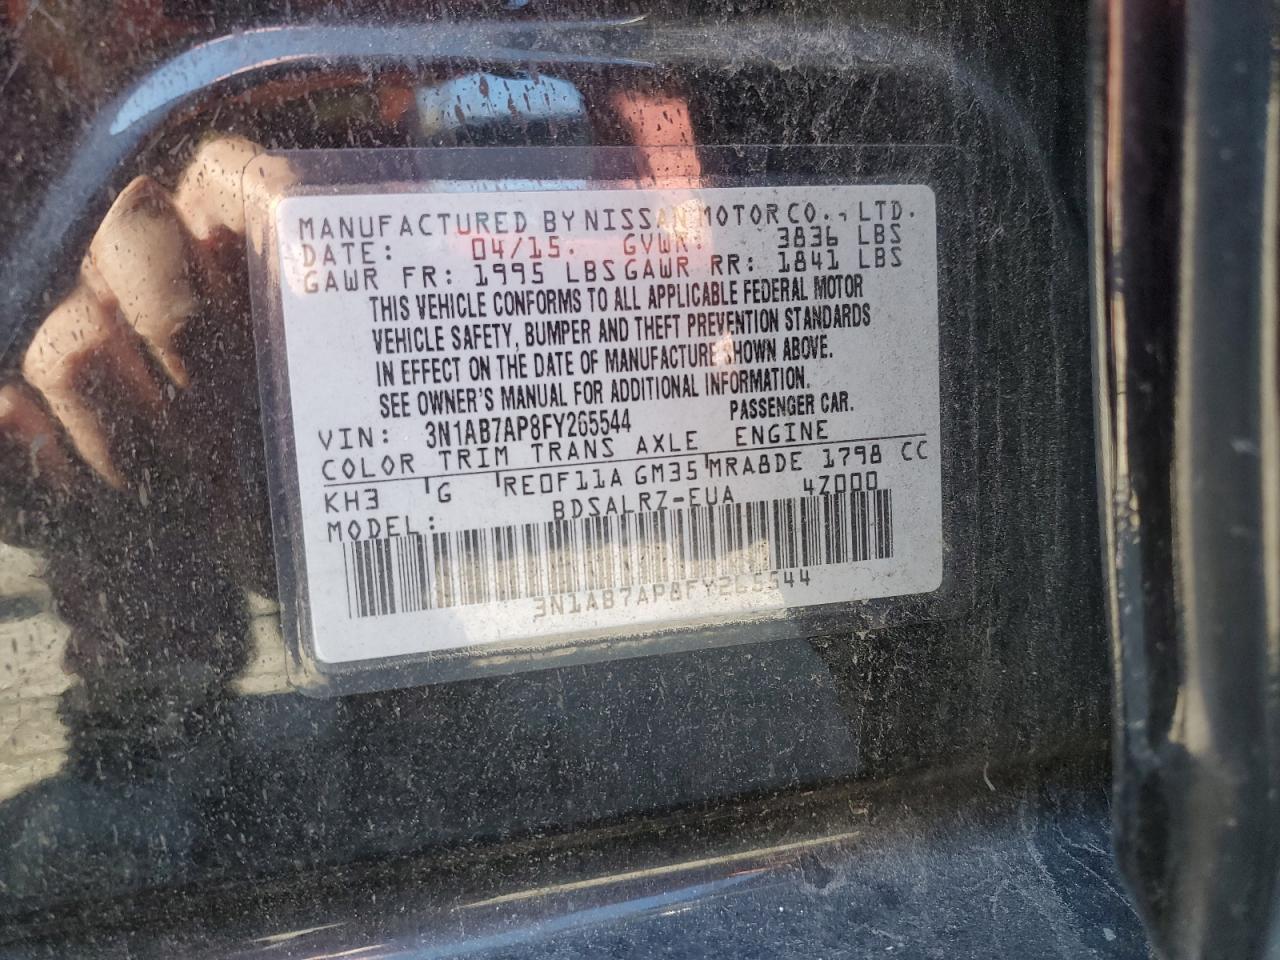 MANUFACTURED BY NISSAN MOTOR CO., LTD.
DATE: 04/15. GVWR: 3836 LBS
GAWR FR: 1995 LBS GAWR RR: 1841 LBS
THIS VEHICLE CONFORMS TO ALL APPLICABLE FEDERAL MOTOR
VEHICLE SAFETY, BUMPER AND THEFT PREVENTION STANDARDS
IN EFFECT ON THE DATE OF MANUFACTURE SHOWN ABOVE.
SEE OWNER'S MANUAL FOR ADDITIONAL INFORMATION.
VIN: 3N1AB7AP8FY265544 PASSENGER CAR.
COLOR TRIM TRANS AXLE ENGINE
KH3 G RE0F11A GM35 MRA8DE 1798 CC
MODEL: BDSALRZ-EUA 4Z000
3N1AB7AP8FY265544